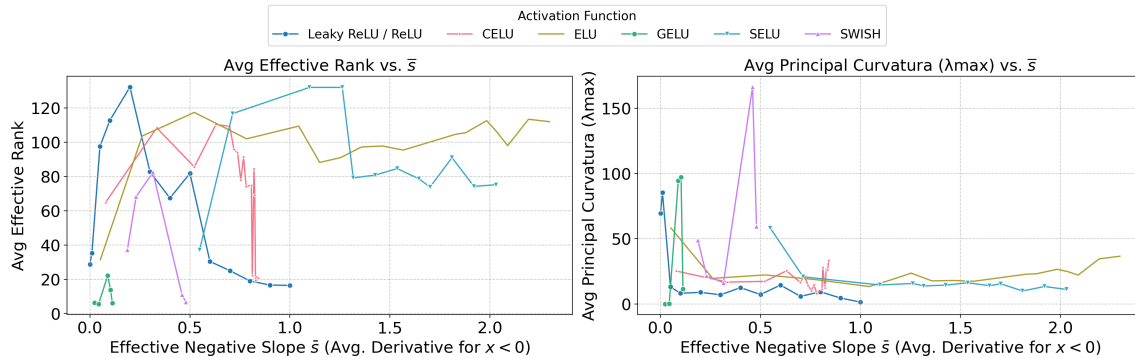 Activation Function
Leaky ReLU / ReLU CELU ELU GELU SELU SWISH
Avg Effective Rank vs. s̅
Avg Effective Rank
120
100
80
60
40
20
0
0.0 0.5 1.0 1.5 2.0
Effective Negative Slope s̅ (Avg. Derivative for x < 0)
Avg Principal Curvatura (λmax) vs. s̅
Avg Principal Curvatura (λmax)
150
100
50
0
0.0 0.5 1.0 1.5 2.0
Effective Negative Slope s̅ (Avg. Derivative for x < 0)